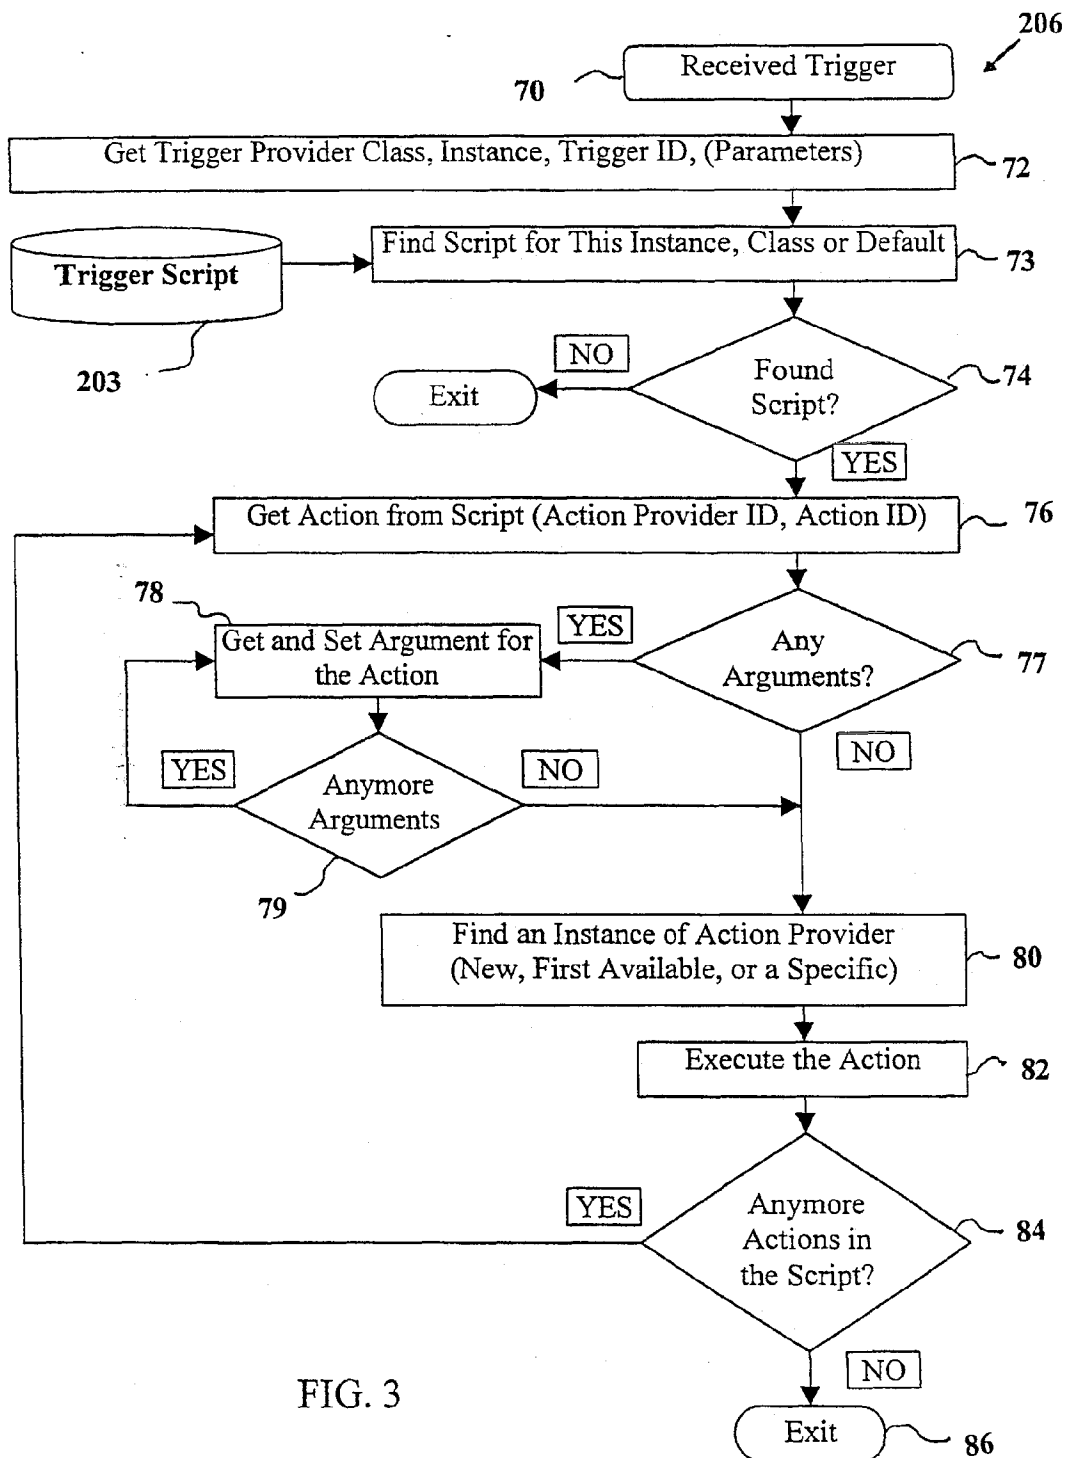 206
Received Trigger
70
Get Trigger Provider Class, Instance, Trigger ID, (Parameters)
72
Find Script for This Instance, Class or Default
73
Trigger Script
203
NO
Found
Script?
74
Exit
YES
Get Action from Script (Action Provider ID, Action ID)
76
78
Get and Set Argument for
the Action
YES
Any
Arguments?
77
NO
YES
Anymore
Arguments
NO
79
Find an Instance of Action Provider
(New, First Available, or a Specific)
80
Execute the Action
82
YES
Anymore
Actions in
the Script?
84
NO
FIG. 3
Exit
86